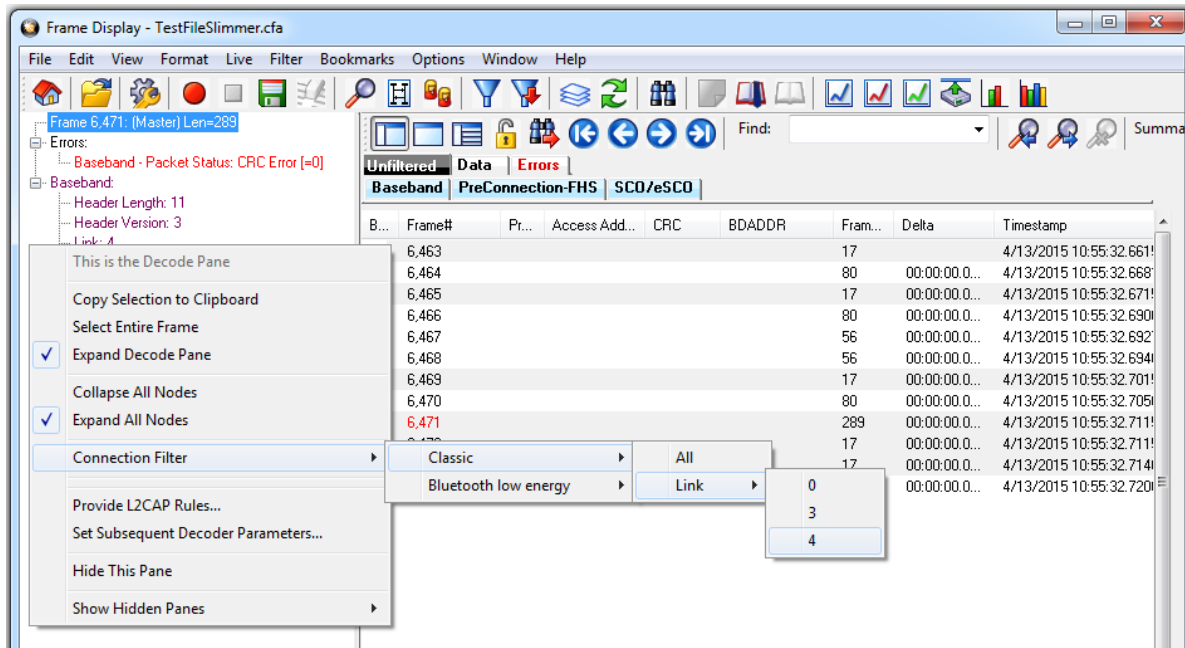 Frame Display - TestFileSlimmer.cfa
File Edit View Format Live Filter Bookmarks Options Window Help
Frame 6,471: (Master) Len=289
Errors:
Baseband - Packet Status: CRC Error [=0]
Baseband:
Header Length: 11
Header Version: 3
Link: 4
Find:
Summa
Unfiltered Data Errors
Baseband PreConnection-FHS SCO/eSCO
B... Frame# Pr... Access Add... CRC BDADDR Fram... Delta Timestamp
6,463 17 4/13/2015 10:55:32.661
6,464 80 00:00:00.0... 4/13/2015 10:55:32.668
6,465 17 00:00:00.0... 4/13/2015 10:55:32.671
6,466 80 00:00:00.0... 4/13/2015 10:55:32.690
6,467 56 00:00:00.0... 4/13/2015 10:55:32.692
6,468 56 00:00:00.0... 4/13/2015 10:55:32.694
6,469 17 00:00:00.0... 4/13/2015 10:55:32.701
6,470 80 00:00:00.0... 4/13/2015 10:55:32.705
6,471 289 00:00:00.0... 4/13/2015 10:55:32.711
17 00:00:00.0... 4/13/2015 10:55:32.711
17 00:00:00.0... 4/13/2015 10:55:32.714
00:00:00.0... 4/13/2015 10:55:32.720
This is the Decode Pane
Copy Selection to Clipboard
Select Entire Frame
Expand Decode Pane
Collapse All Nodes
Expand All Nodes
Connection Filter
Provide L2CAP Rules...
Set Subsequent Decoder Parameters...
Hide This Pane
Show Hidden Panes
Classic
Bluetooth low energy
All
Link
0
3
4